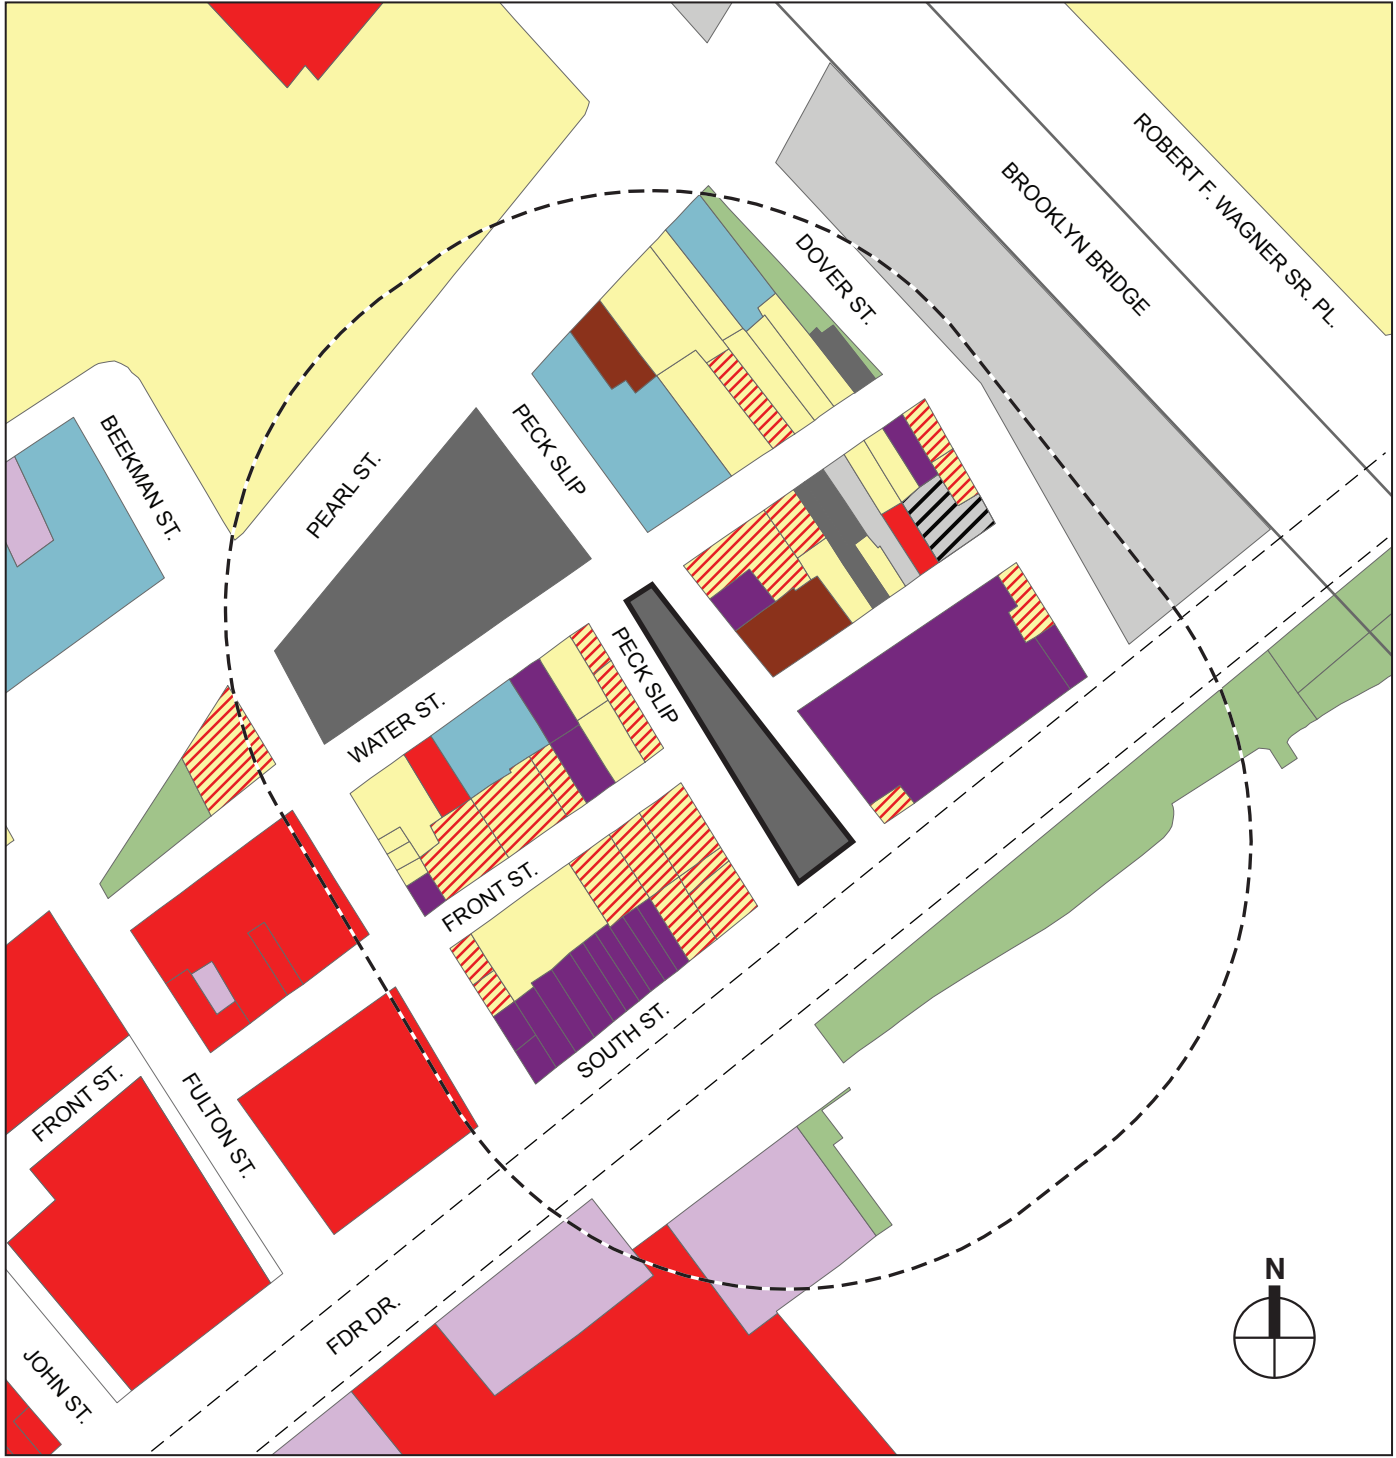 ROBERT F. WAGNER SR. PL.
BROOKLYN BRIDGE
DOVER ST.
BEEKMAN ST.
PEARL ST.
PECK SLIP
PECK SLIP
WATER ST.
FRONT ST.
SOUTH ST.
FRONT ST.
FULTON ST.
FDR DR.
JOHN ST.
N